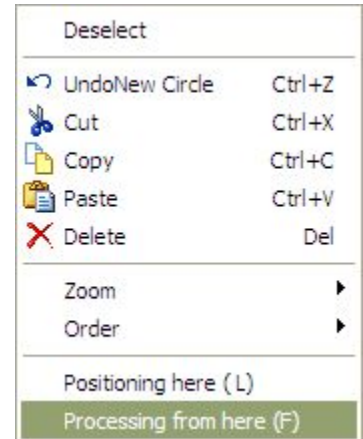 Deselect
UndoNew Circle Ctrl+Z
Cut Ctrl+X
Copy Ctrl+C
Paste Ctrl+V
Delete Del
Zoom
Order
Positioning here ( L)
Processing from here (F)